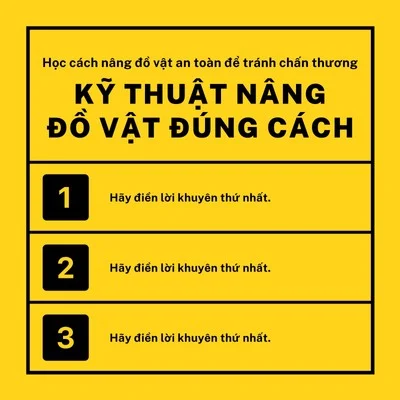 Học cách nâng đồ vật an toàn để tránh chấn thương
KỸ THUẬT NÂNG
ĐỒ VẬT ĐÚNG CÁCH
1
Hãy điền lời khuyên thứ nhất.
2
Hãy điền lời khuyên thứ nhất.
3
Hãy điền lời khuyên thứ nhất.